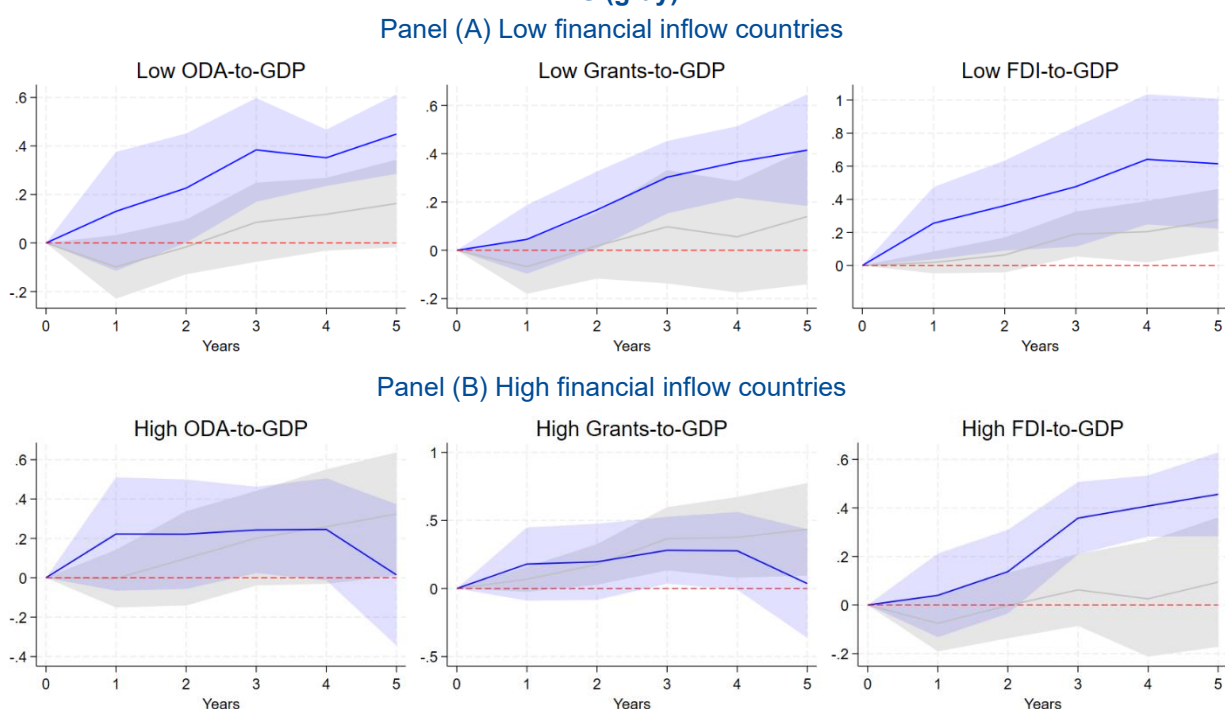 Panel (A) Low financial inflow countries
Low ODA-to-GDP
Low Grants-to-GDP
Low FDI-to-GDP
.6
.4
.2
0
-.2
0 1 2 3 4 5
Years
.6
.4
.2
0
-.2
0 1 2 3 4 5
Years
1
.8
.6
.4
.2
0
0 1 2 3 4 5
Years
Panel (B) High financial inflow countries
High ODA-to-GDP
High Grants-to-GDP
High FDI-to-GDP
.6
.4
.2
0
-.2
-.4
0 1 2 3 4 5
Years
1
.5
0
-.5
0 1 2 3 4 5
Years
.6
.4
.2
0
-.2
0 1 2 3 4 5
Years